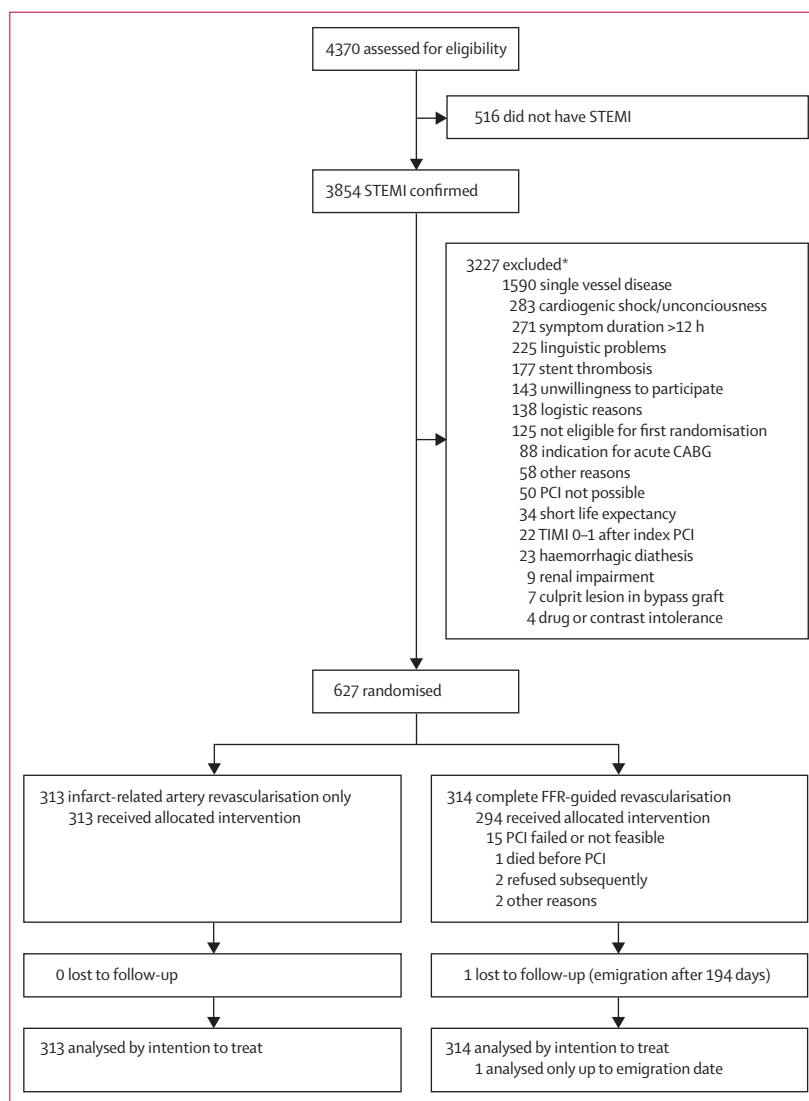 4370 assessed for eligibility
516 did not have STEMI
3854 STEMI confirmed
3227 excluded*
1590 single vessel disease
283 cardiogenic shock/unconciousness
271 symptom duration >12 h
225 linguistic problems
177 stent thrombosis
143 unwillingness to participate
138 logistic reasons
125 not eligible for first randomisation
88 indication for acute CABG
58 other reasons
50 PCI not possible
34 short life expectancy
22 TIMI 0–1 after index PCI
23 haemorrhagic diathesis
9 renal impairment
7 culprit lesion in bypass graft
4 drug or contrast intolerance
627 randomised
313 infarct-related artery revascularisation only
313 received allocated intervention
314 complete FFR-guided revascularisation
294 received allocated intervention
15 PCI failed or not feasible
1 died before PCI
2 refused subsequently
2 other reasons
0 lost to follow-up
1 lost to follow-up (emigration after 194 days)
313 analysed by intention to treat
314 analysed by intention to treat
1 analysed only up to emigration date